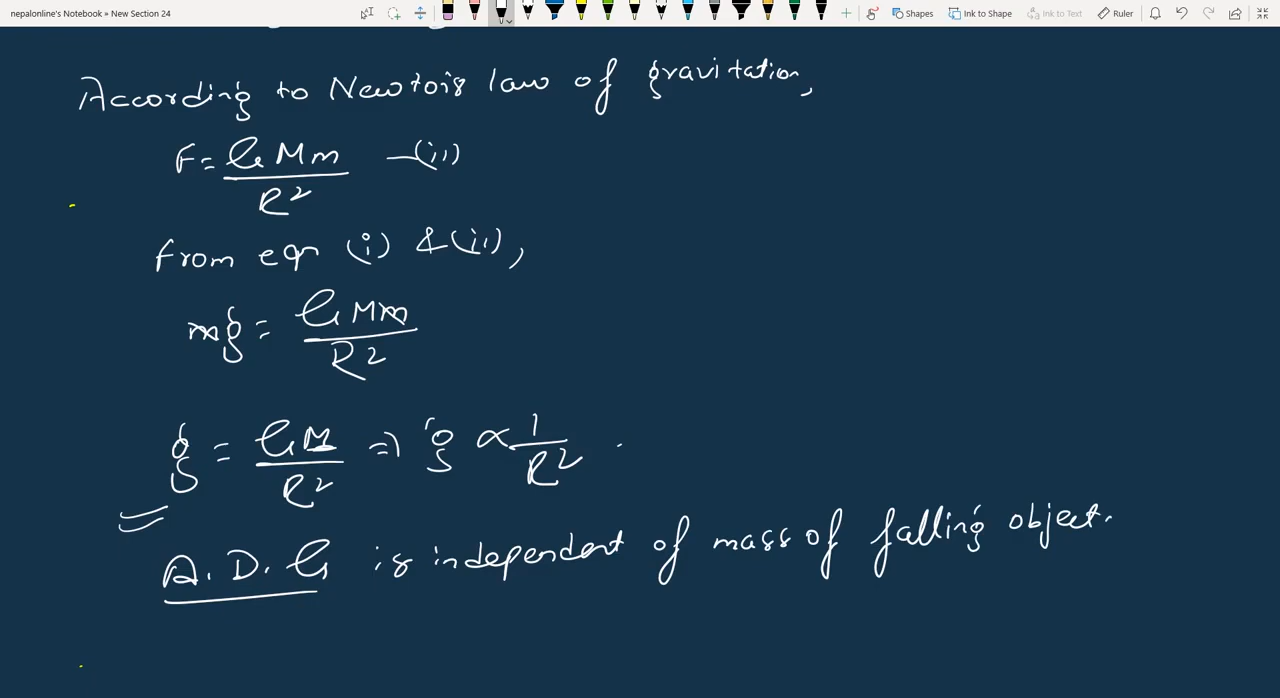 nepalonline's Notebook » New Section 24
Shapes Ink to Shape Ink to Text Ruler
According to Newton's law of gravitation,
F = GMm/R² —(ii)
from eqn (i) & (ii),
mg = GMm/R²
g = GM/R² ⇒ g ∝ 1/R²
A.D.G is independent of mass of falling object.